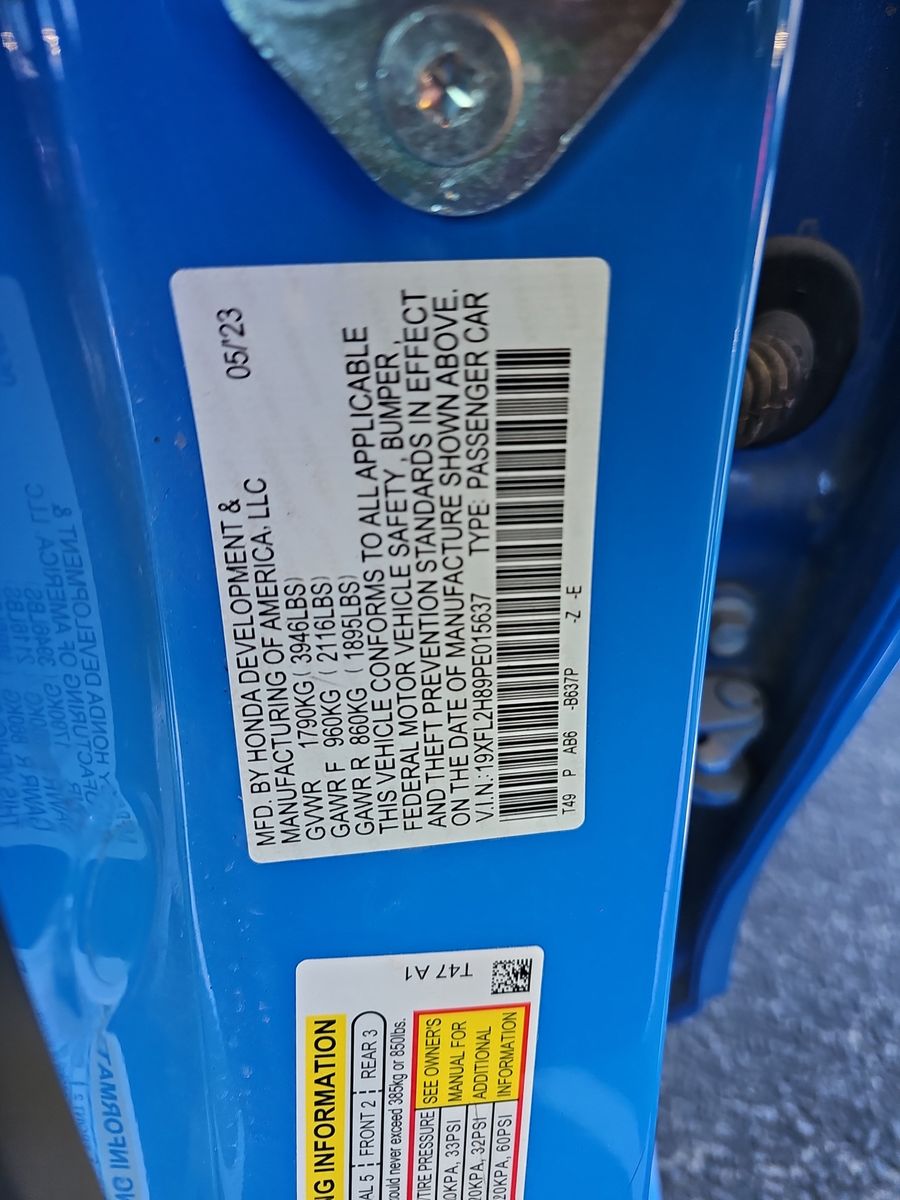 MFD. BY HONDA DEVELOPMENT & 05/'23
MANUFACTURING OF AMERICA, LLC
GVWR 1790KG (3946LBS)
GAWR F 960KG (2116LBS)
GAWR R 860KG (1895LBS)
THIS VEHICLE CONFORMS TO ALL APPLICABLE
FEDERAL MOTOR VEHICLE SAFETY, BUMPER,
AND THEFT PREVENTION STANDARDS IN EFFECT
ON THE DATE OF MANUFACTURE SHOWN ABOVE.
V.I.N.:19XFL2H89PE015637 TYPE: PASSENGER CAR
T49 P AB6 -B637P -Z -E
INFORMATION
T47 A1
5 FRONT 2 REAR 3
never exceed 385kg or 850lbs.
TIRE PRESSURE SEE OWNER'S
33PSI MANUAL FOR
32PSI ADDITIONAL
60PSI INFORMATION